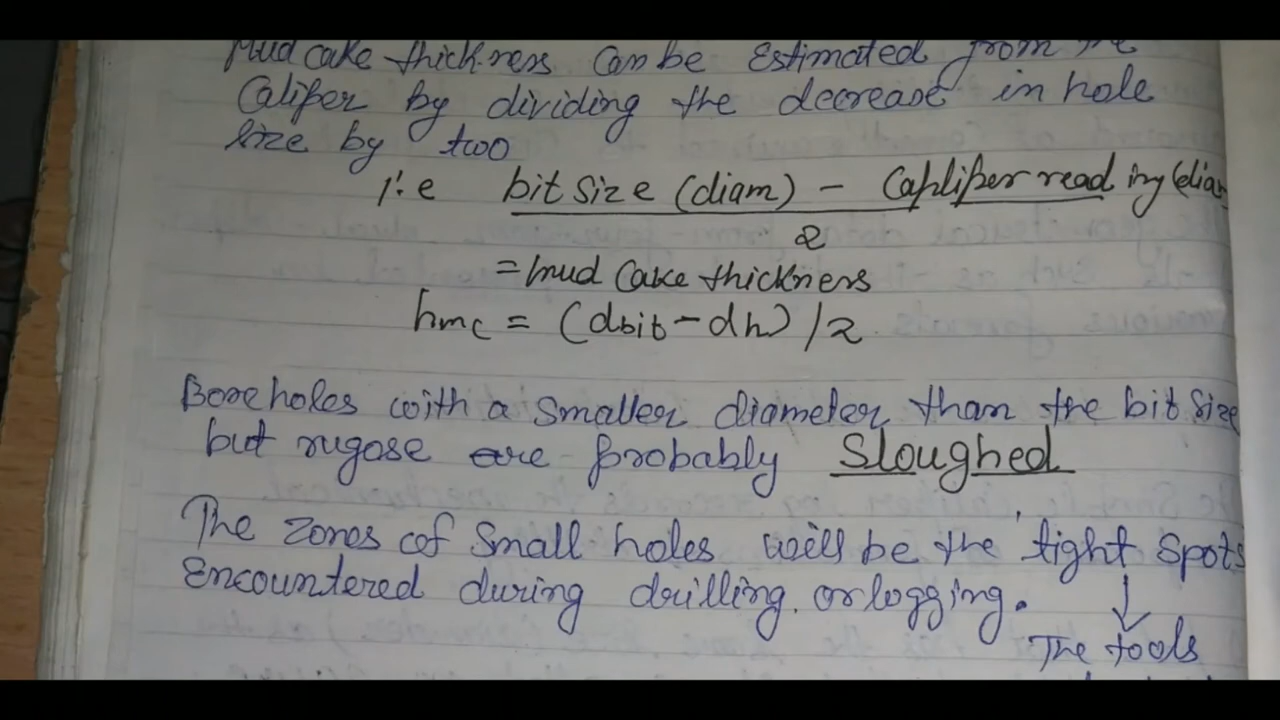 Mud cake thickness can be Estimated from the
Caliper by dividing the decrease in hole
size by two
i.e bit size (diam) - Capliper reading (diam
2
= mud cake thickness
hmc = (dbit - dh) / 2
Boreholes with a smaller diameter than the bit size
but rugose are probably Sloughed
The zones of small holes will be the tight spots
Encountered during drilling or logging.
↓
The tools